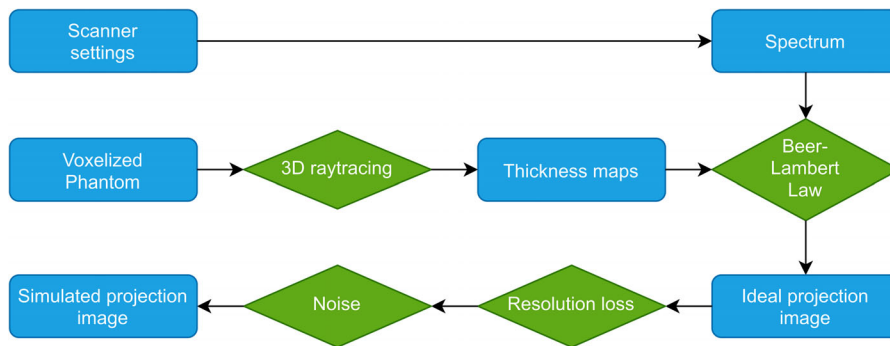 Scanner
settings
Spectrum
Voxelized
Phantom
3D raytracing
Thickness maps
Beer-
Lambert
Law
Simulated projection
image
Noise
Resolution loss
Ideal projection
image